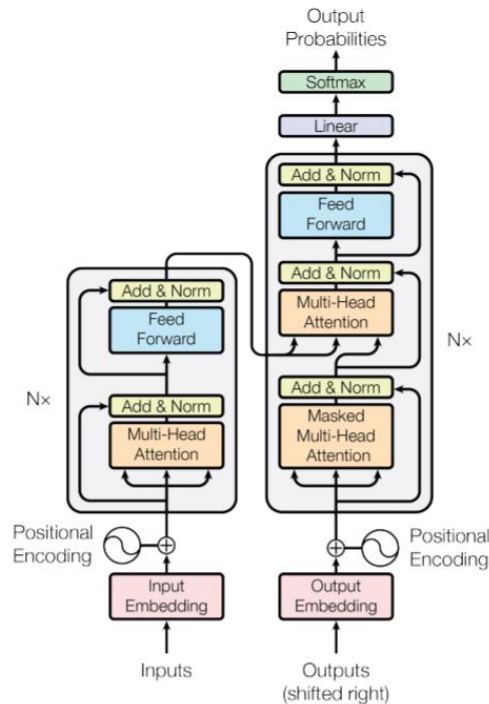 Output
Probabilities
Softmax
Linear
Add & Norm
Feed
Forward
Add & Norm
Multi-Head
Attention
Add & Norm
Masked
Multi-Head
Attention
N×
Add & Norm
Feed
Forward
N×
Add & Norm
Multi-Head
Attention
Positional
Encoding
Positional
Encoding
Input
Embedding
Output
Embedding
Inputs
Outputs
(shifted right)